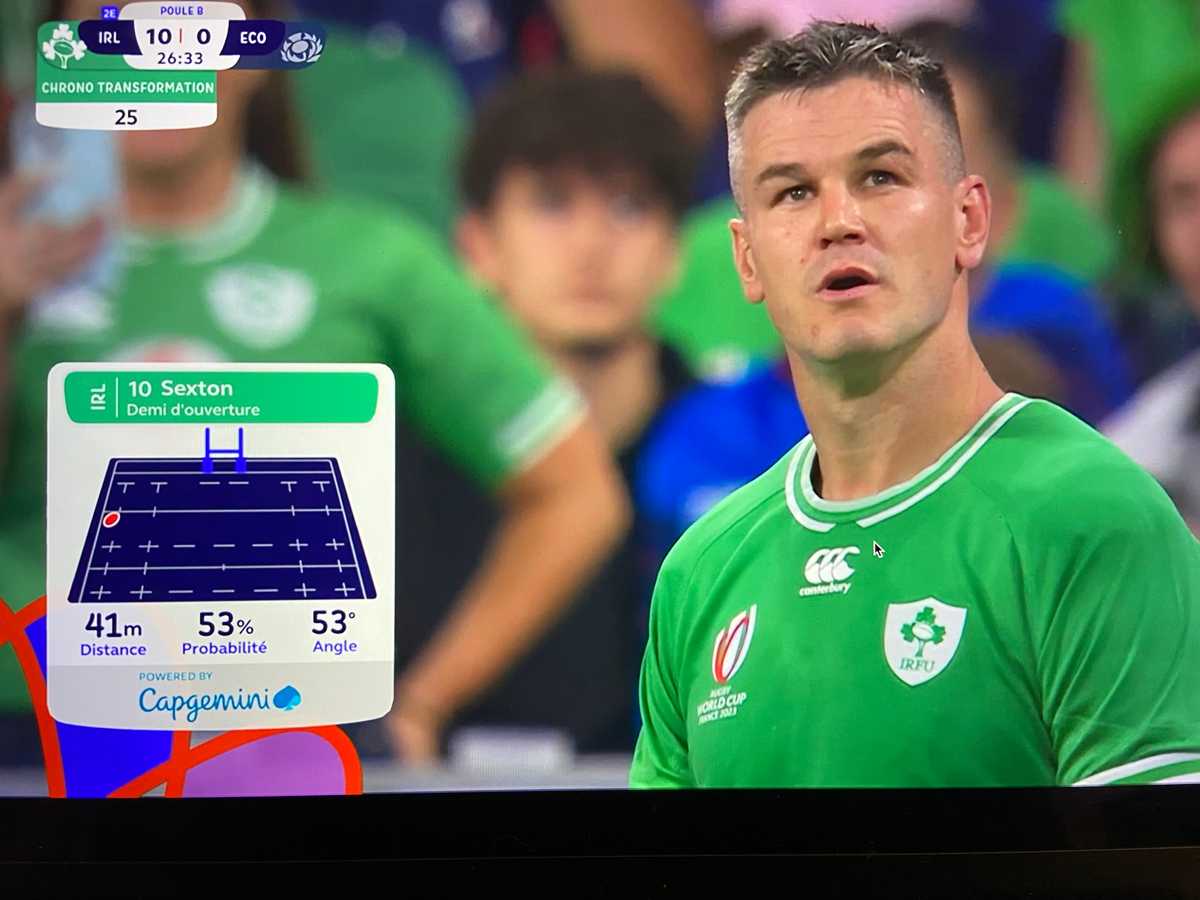 2E
POULE B
IRL 10 | 0 ECO
26:33
CHRONO TRANSFORMATION
25
IRL 10 Sexton
Demi d'ouverture
41m 53% 53°
Distance Probabilité Angle
POWERED BY
Capgemini
canterbury
RUGBY
WORLD CUP
FRANCE 2023
IRFU